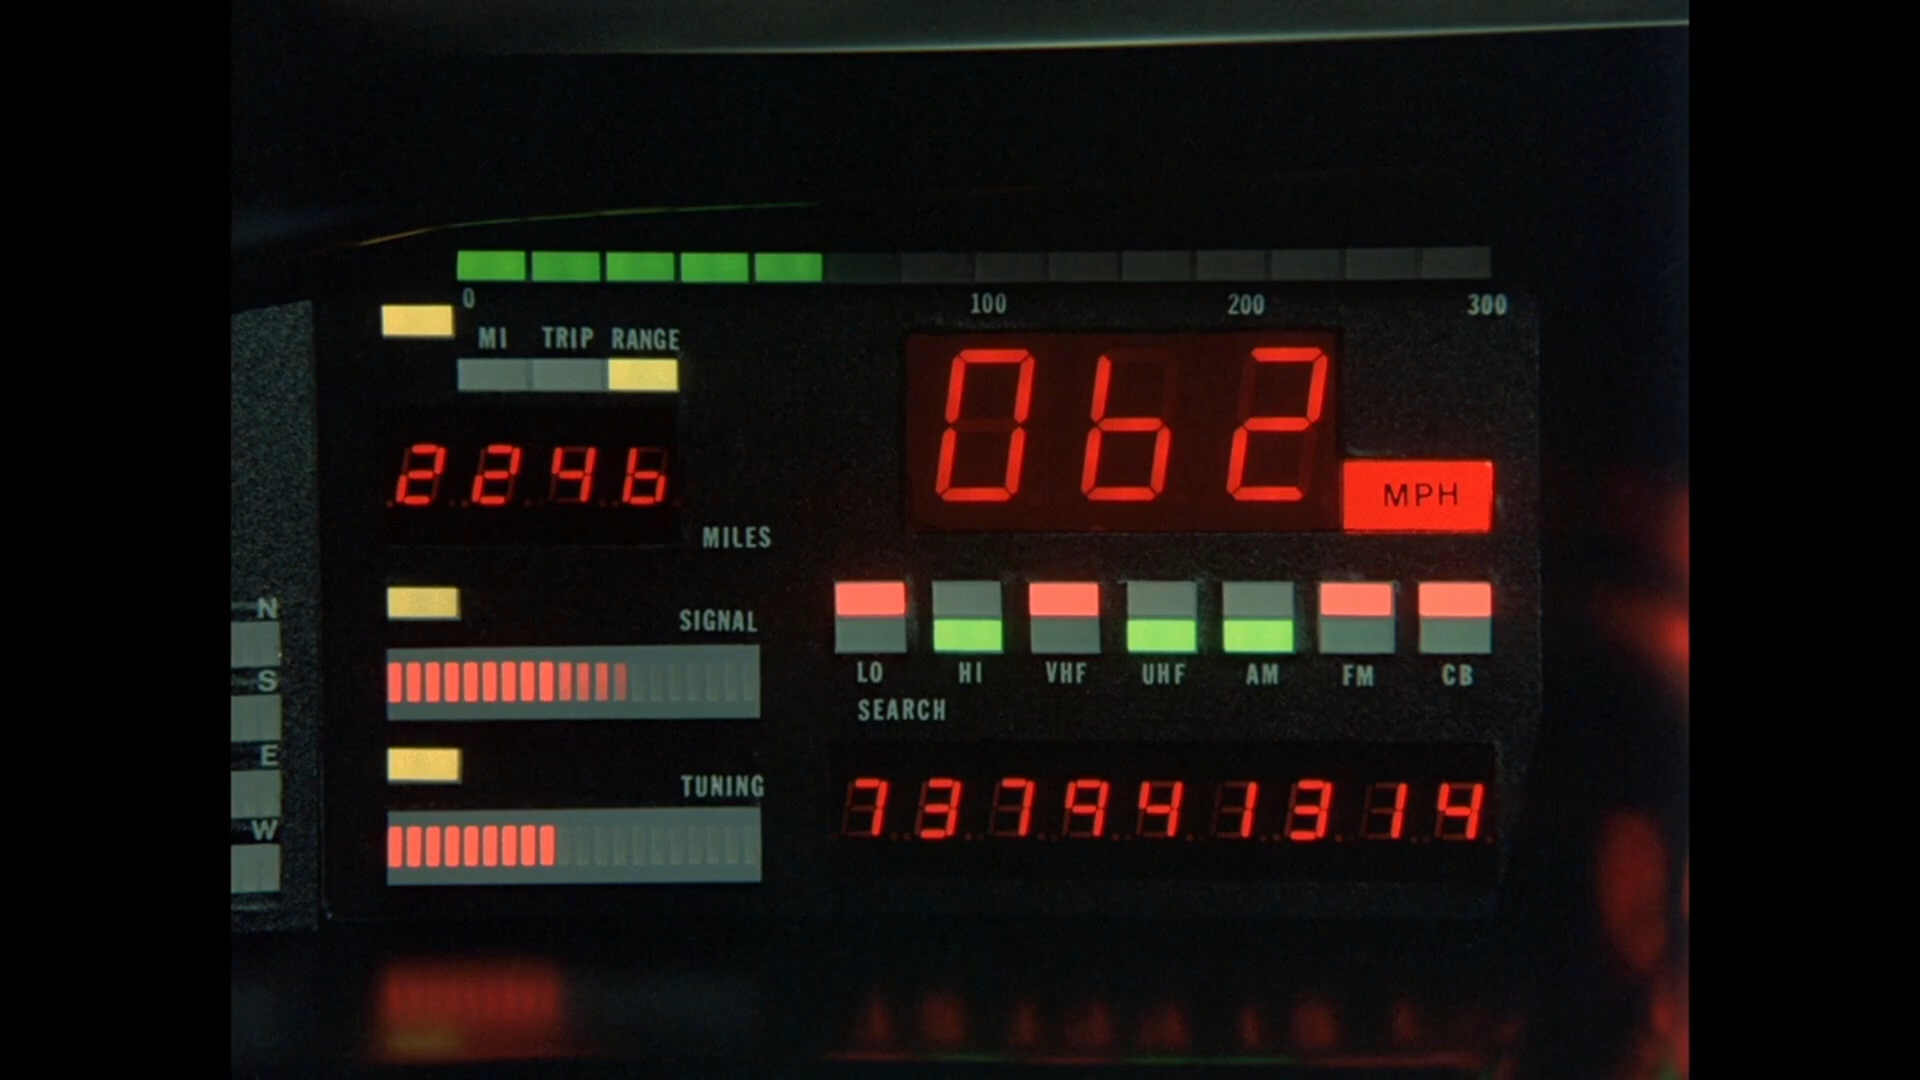 0 100 200 300
MI TRIP RANGE
062
MPH
2246
MILES
N
S
E
W
SIGNAL
LO HI VHF UHF AM FM CB
SEARCH
TUNING
737941314